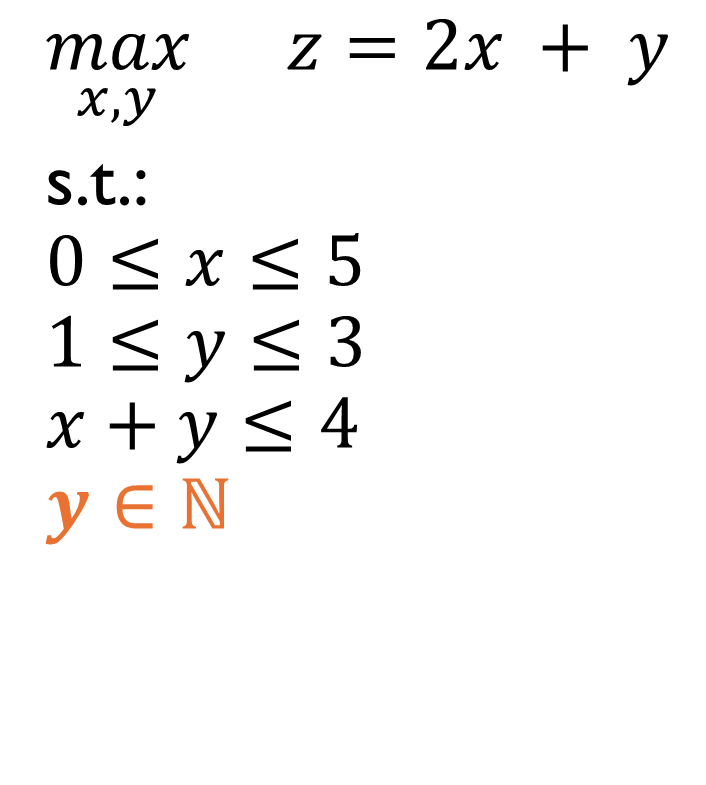 max z = 2x + y
x,y
s.t.:
0 ≤ x ≤ 5
1 ≤ y ≤ 3
x + y ≤ 4
y ∈ ℕ